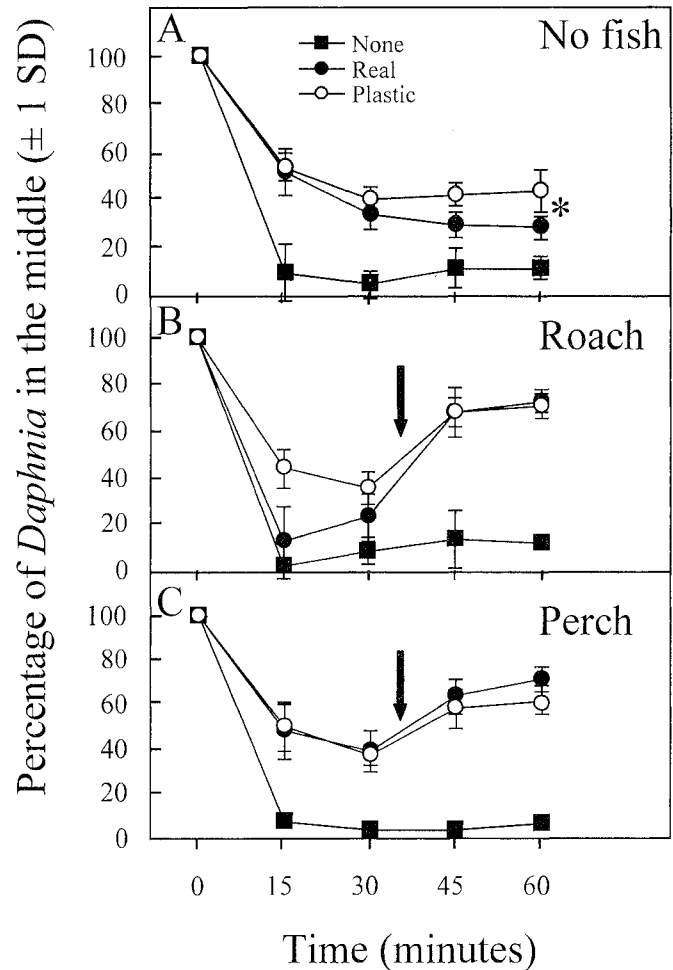 Percentage of Daphnia in the middle (± 1 SD)
A
None
Real
Plastic
No fish
100
80
60
40
20
0
*
B
Roach
100
80
60
40
20
0
C
Perch
100
80
60
40
20
0
0 15 30 45 60
Time (minutes)